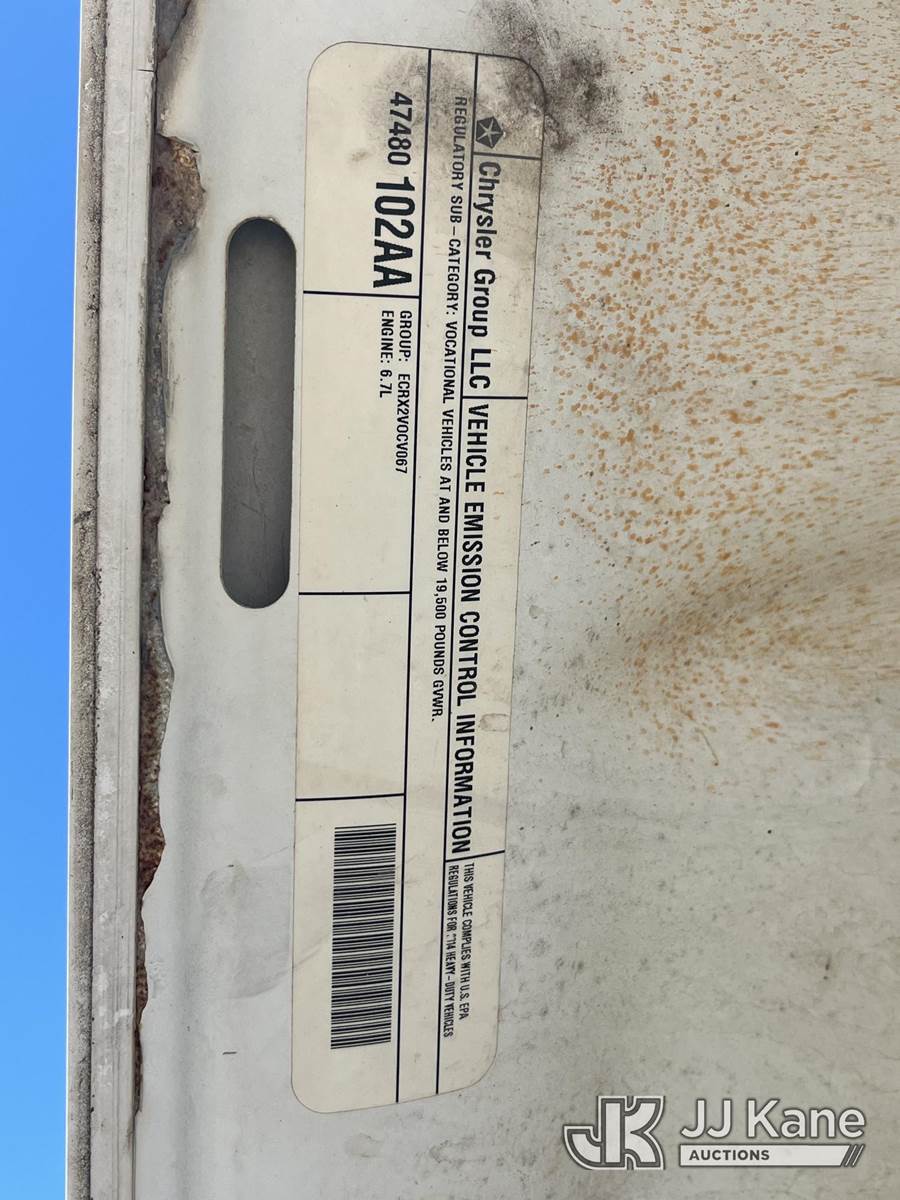 Chrysler Group LLC
VEHICLE EMISSION CONTROL INFORMATION
THIS VEHICLE COMPLIES WITH U.S. EPA
REGULATIONS FOR 2014 HEAVY-DUTY VEHICLES
REGULATORY SUB-CATEGORY: VOCATIONAL VEHICLES AT AND BELOW 19,500 POUNDS GVWR.
47480 102AA
GROUP: ECRX2VOCV067
ENGINE: 6.7L
JK JJ Kane
AUCTIONS